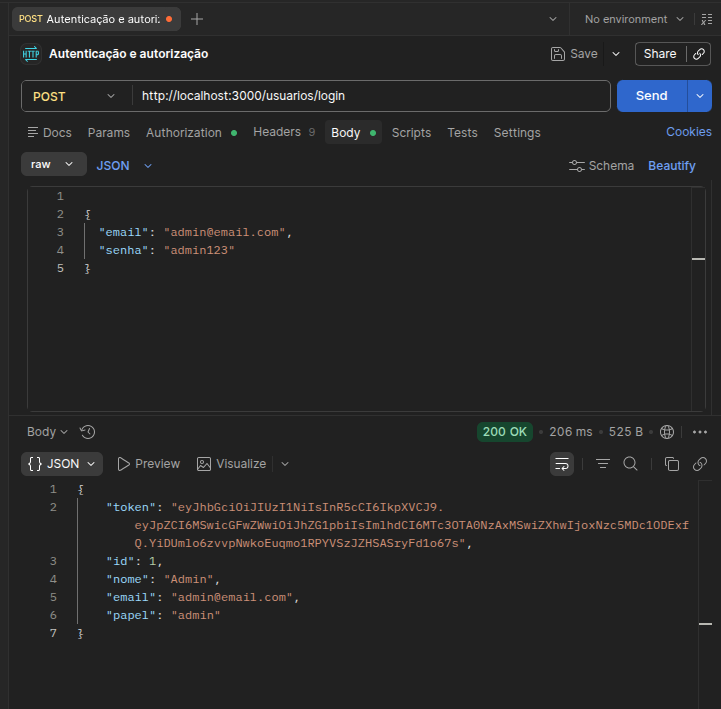 POST Autenticação e autori:
No environment
HTTP Autenticação e autorização
Save
Share
POST
http://localhost:3000/usuarios/login
Send
Docs Params Authorization Headers 9 Body Scripts Tests Settings Cookies
raw JSON Schema Beautify
1
2 {
3 "email": "admin@email.com",
4 "senha": "admin123"
5 }
Body 200 OK • 206 ms • 525 B
{} JSON Preview Visualize
1 {
2 "token": "eyJhbGciOiJIUzI1NiIsInR5cCI6IkpXVCJ9.
eyJpZCI6MSwicGFwZWwiOiJhZG1pbiIsImlhdCI6MTc3OTA0NzAxMSwiZXhwIjoxNzc5MDc1ODExf
Q.YiDUmlo6zvvpNwkoEuqmo1RPYVSzJZHSASryFd1o67s",
3 "id": 1,
4 "nome": "Admin",
5 "email": "admin@email.com",
6 "papel": "admin"
7 }